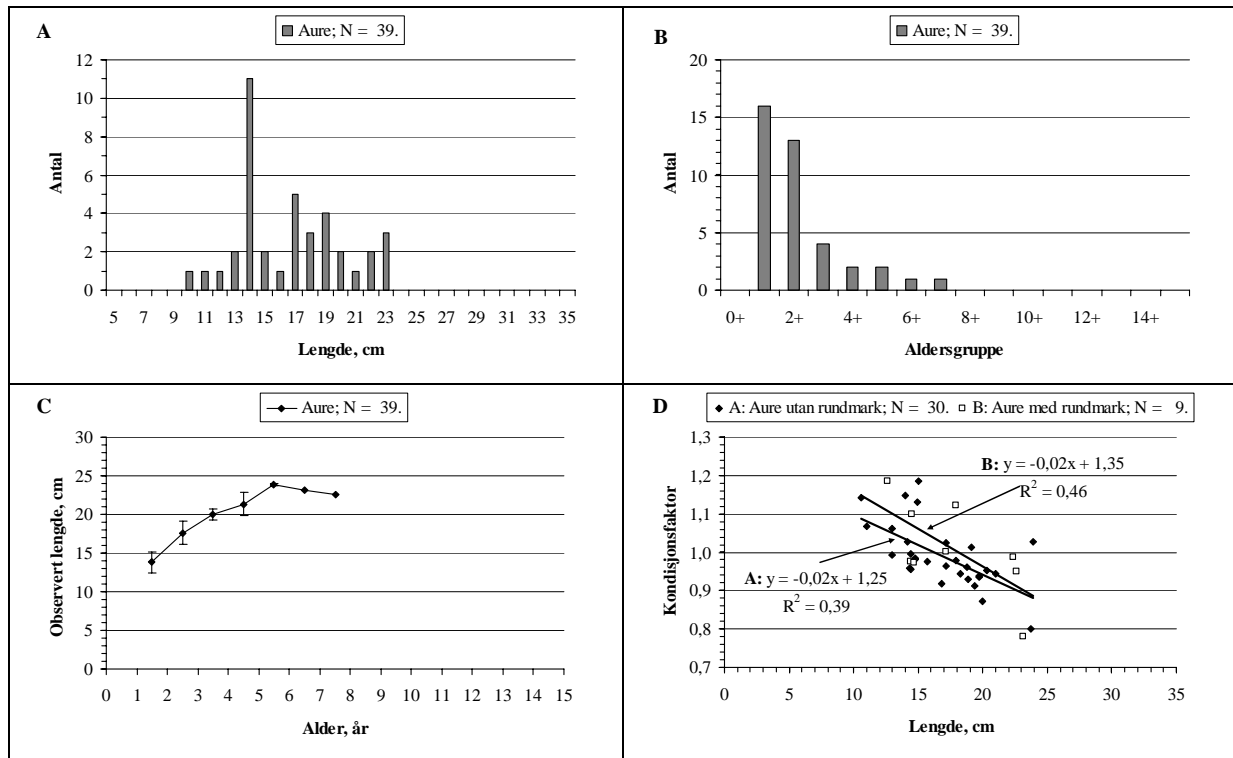 A
Aure; N = 39.
Antal
12
10
8
6
4
2
0
5 7 9 11 13 15 17 19 21 23 25 27 29 31 33 35
Lengde, cm
B
Aure; N = 39.
Antal
20
15
10
5
0
0+ 2+ 4+ 6+ 8+ 10+ 12+ 14+
Aldersgruppe
C
Aure; N = 39.
Observert lengde, cm
30
25
20
15
10
5
0
0 1 2 3 4 5 6 7 8 9 10 11 12 13 14 15
Alder, år
D
A: Aure utan rundmark; N = 30. B: Aure med rundmark; N = 9.
Kondisjonsfaktor
1,3
1,2
1,1
1,0
0,9
0,8
0,7
B: y = -0,02x + 1,35
R² = 0,46
A: y = -0,02x + 1,25
R² = 0,39
0 5 10 15 20 25 30 35
Lengde, cm